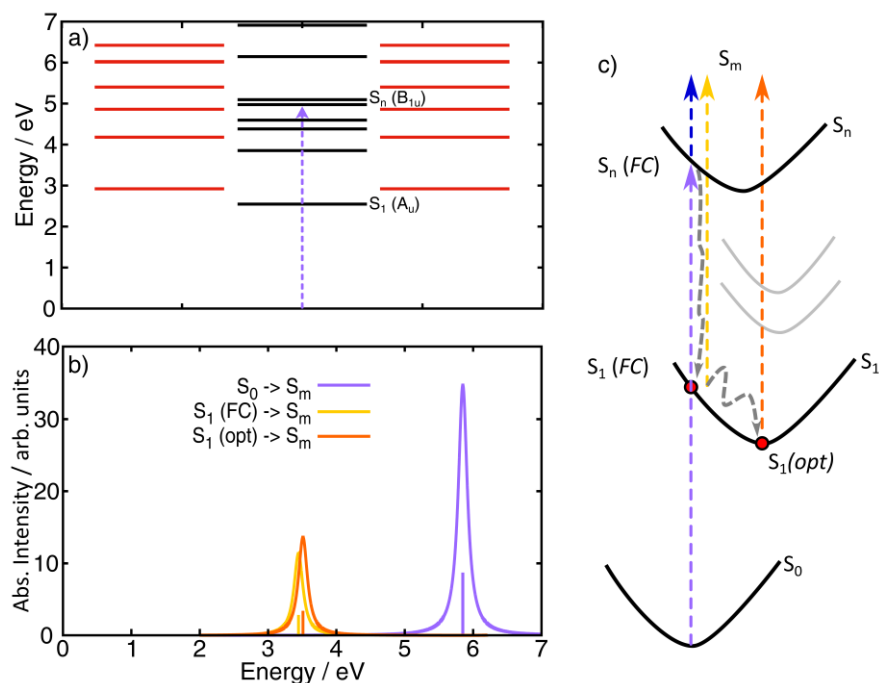 a)
Energy / eV
7
6
5
4
3
2
1
0
Sn (B1u)
S1 (Au)
b)
Abs. Intensity / arb. units
40
30
20
10
0
S0 -> Sm
S1 (FC) -> Sm
S1 (opt) -> Sm
0 1 2 3 4 5 6 7
Energy / eV
c)
Sm
Sn
Sn (FC)
S1 (FC)
S1
S1(opt)
S0